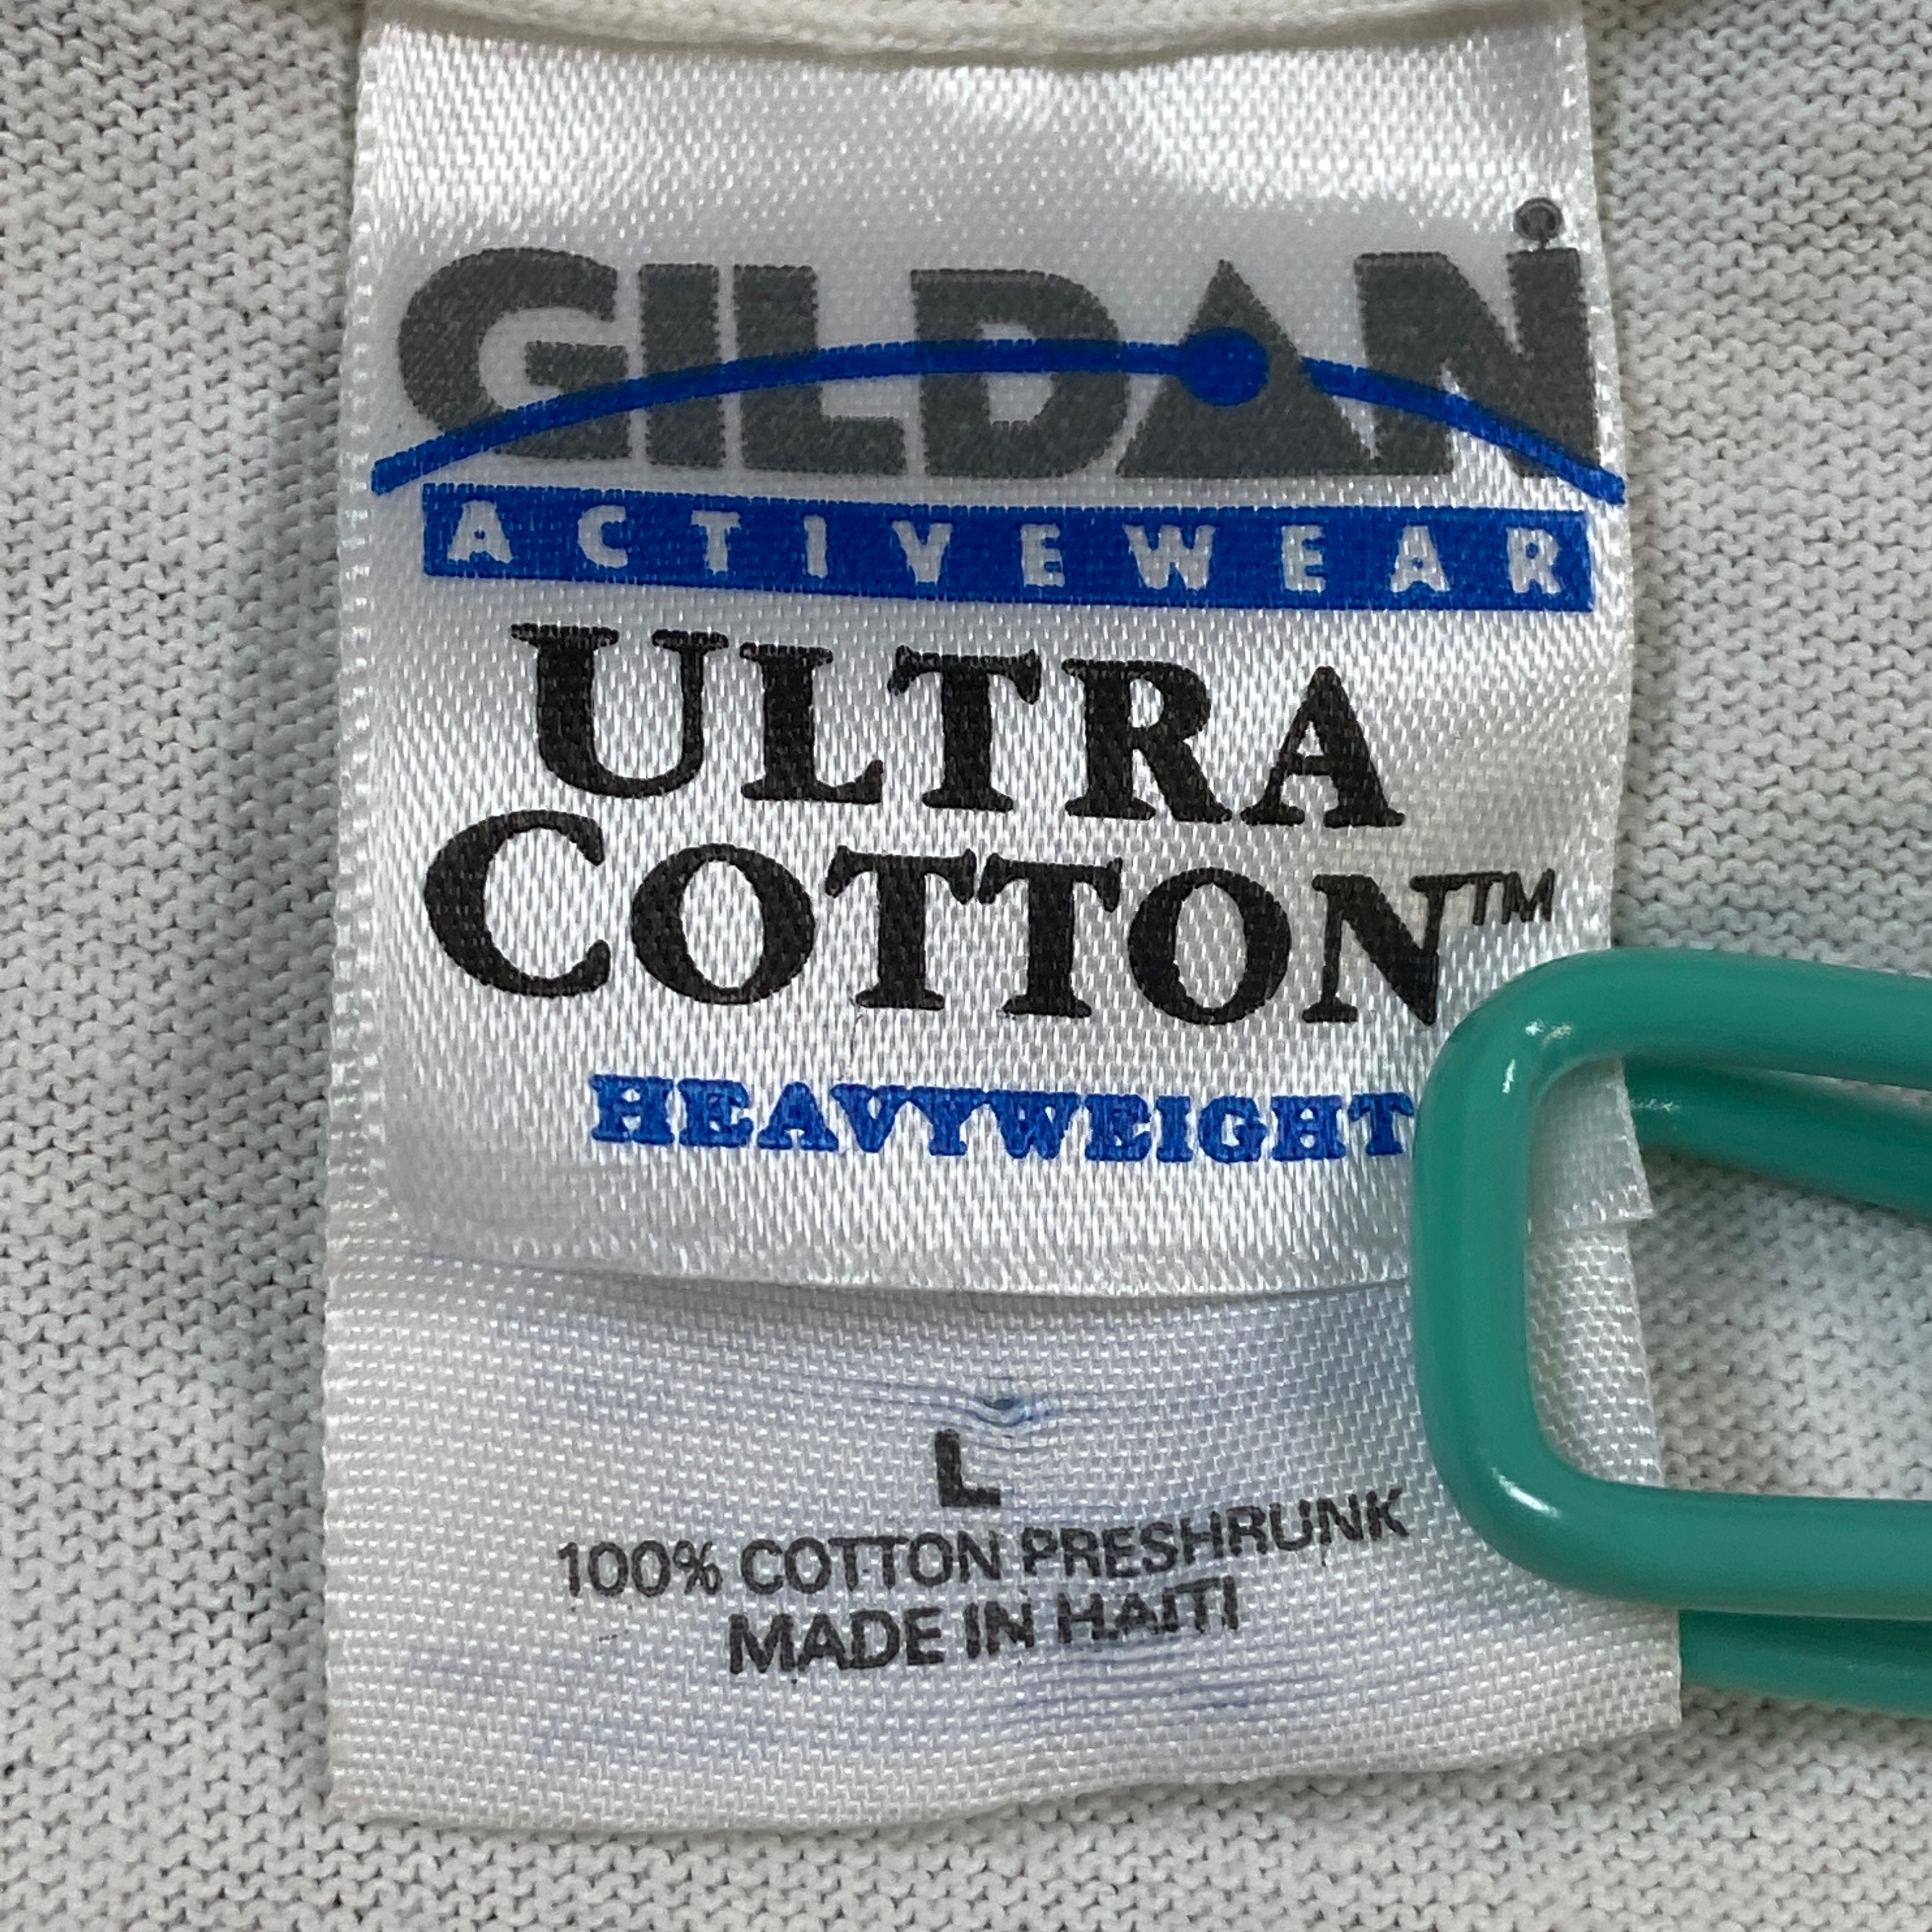 GILDAN
ACTIVEWEAR
ULTRA
COTTON™
HEAVYWEIGHT
L
100% COTTON PRESHRUNK
MADE IN HAITI